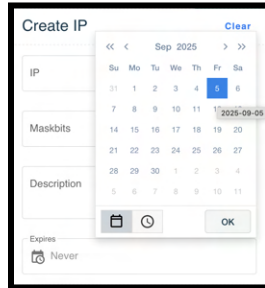 Create IP
Clear
<< < Sep 2025 > >>
Su Mo Tu We Th Fr Sa
31 1 2 3 4 5 6
7 8 9 10 11 13
2025-09-05
14 15 16 17 18 19 20
21 22 23 24 25 26 27
28 29 30 1 2 3 4
5 6 7 8 9 10 11
OK
IP
Maskbits
Description
Expires
Never